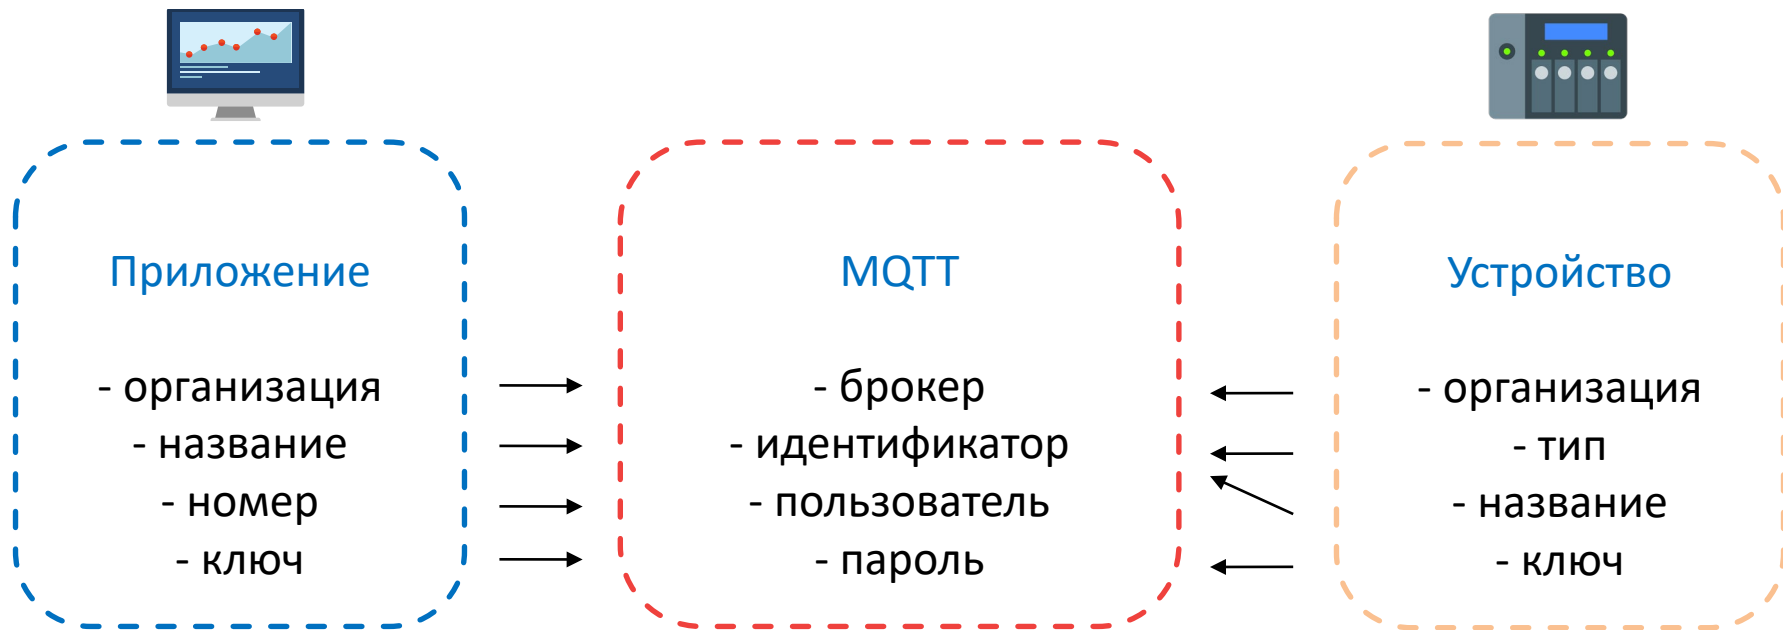 Приложение
- организация
- название
- номер
- ключ
MQTT
- брокер
- идентификатор
- пользователь
- пароль
Устройство
- организация
- тип
- название
- ключ